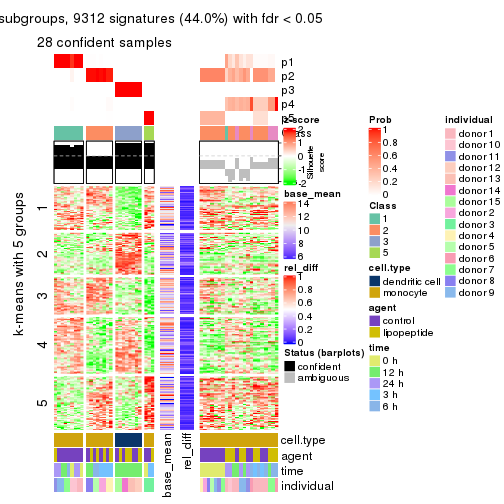 subgroups, 9312 signatures (44.0%) with fdr < 0.05
28 confident samples
p1
p2
p3
p4
p5
Class
Silhouette
score
k-means with 5 groups
1
2
3
4
5
base_mean
rel_diff
cell.type
agent
time
individual
z-score
2
1
0
-1
-2
base_mean
14
12
10
8
6
rel_diff
1
0.8
0.6
0.4
0.2
0
Status (barplots)
confident
ambiguous
Prob
1
0.8
0.6
0.4
0.2
0
Class
1
2
3
5
cell.type
dendritic cell
monocyte
agent
control
lipopeptide
time
0 h
12 h
24 h
3 h
6 h
individual
donor 1
donor 10
donor 11
donor 12
donor 13
donor 14
donor 15
donor 2
donor 3
donor 4
donor 5
donor 6
donor 7
donor 8
donor 9